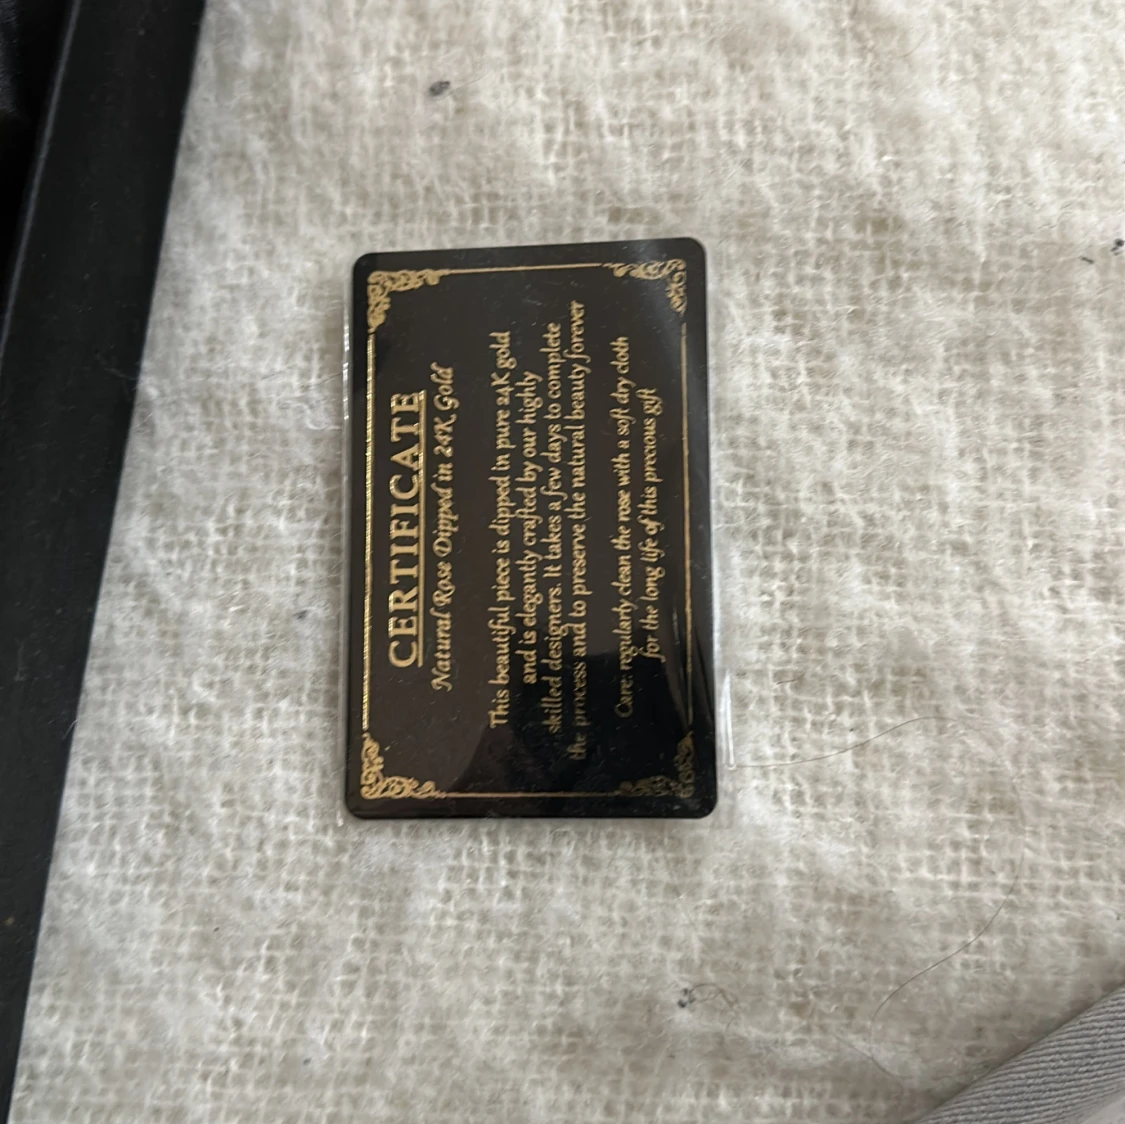 CERTIFICATE
Natural Rose Dipped in 24K Gold
This beautiful piece is dipped in pure 24K gold
and is elegantly crafted by our highly
skilled designers. It takes a few days to complete
the process and to preserve the natural beauty forever
Care: regularly clean the rose with a soft dry cloth
for the long life of this precious gift